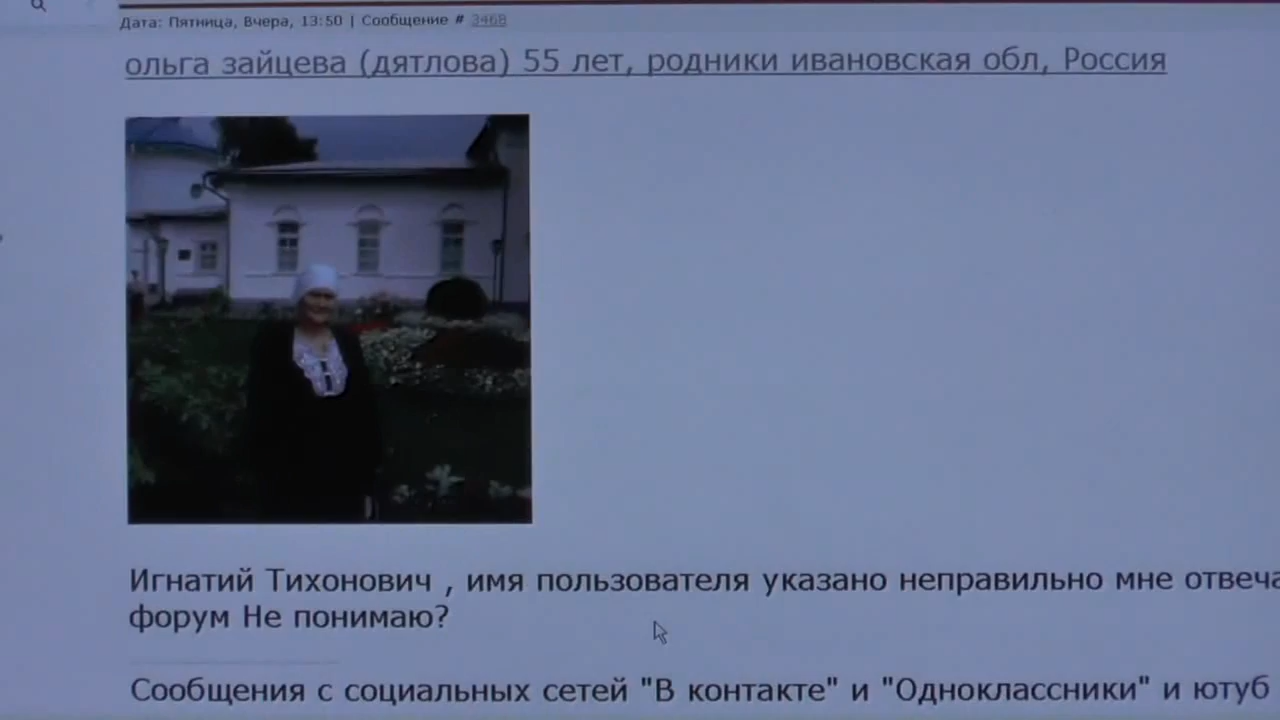 Дата: Пятница, Вчера, 13:50 | Сообщение # 3468
ольга зайцева (дятлова) 55 лет, родники ивановская обл, Россия
Игнатий Тихонович , имя пользователя указано неправильно мне отвеча
форум Не понимаю?
Сообщения с социальных сетей "В контакте" и "Одноклассники" и ютуб